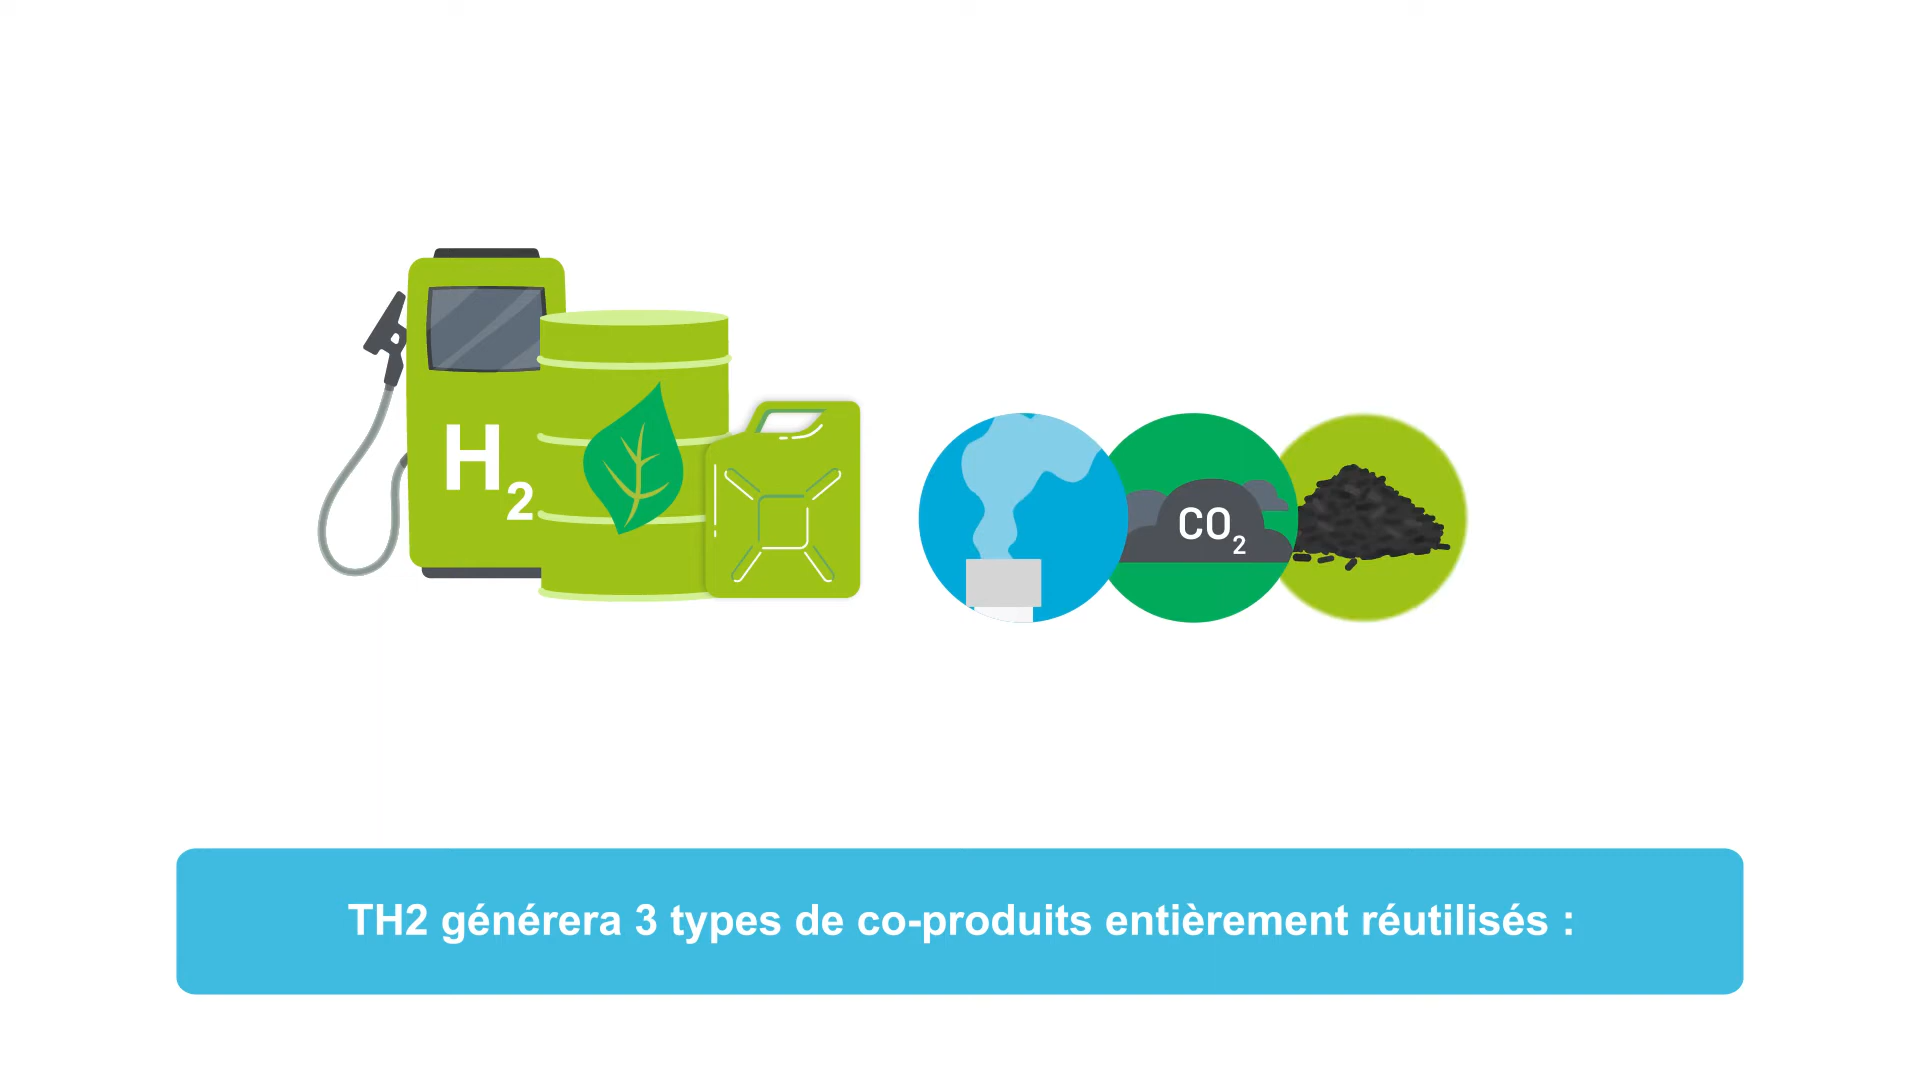 H2
CO2
TH2 générera 3 types de co-produits entièrement réutilisés :